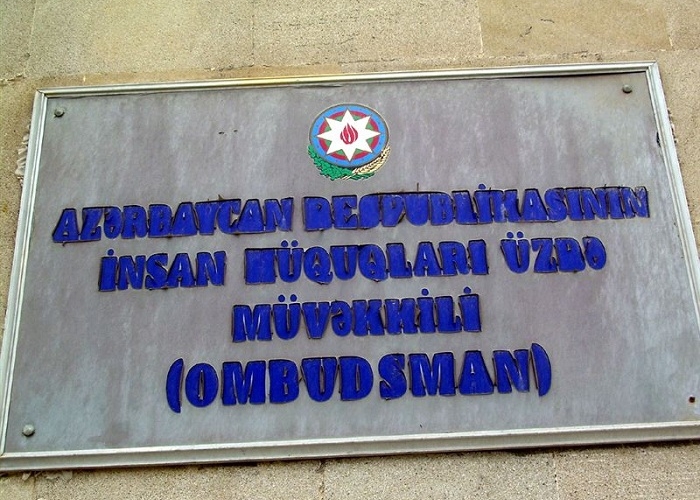 AZƏRBAYCAN RESPUBLİKASININ
İNSAN HÜQUQLARI ÜZRƏ
MÜVƏKKİLİ
(OMBUDSMAN)